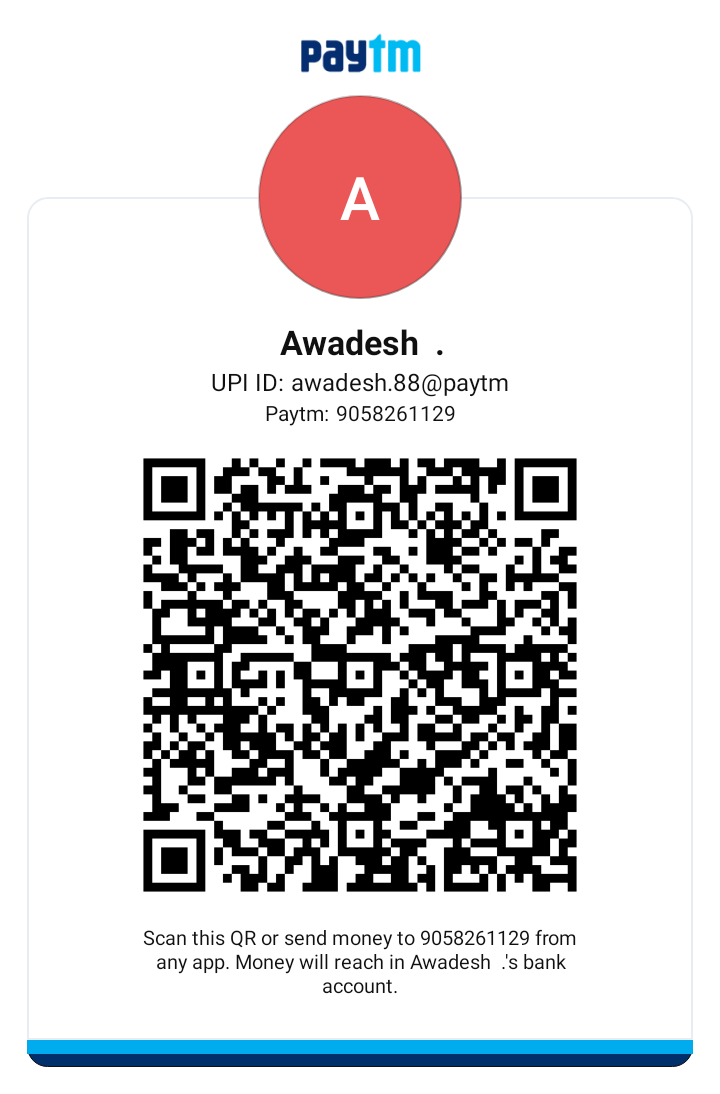 paytm
A
Awadesh .
UPI ID: awadesh.88@paytm
Paytm: 9058261129
Scan this QR or send money to 9058261129 from
any app. Money will reach in Awadesh .'s bank
account.